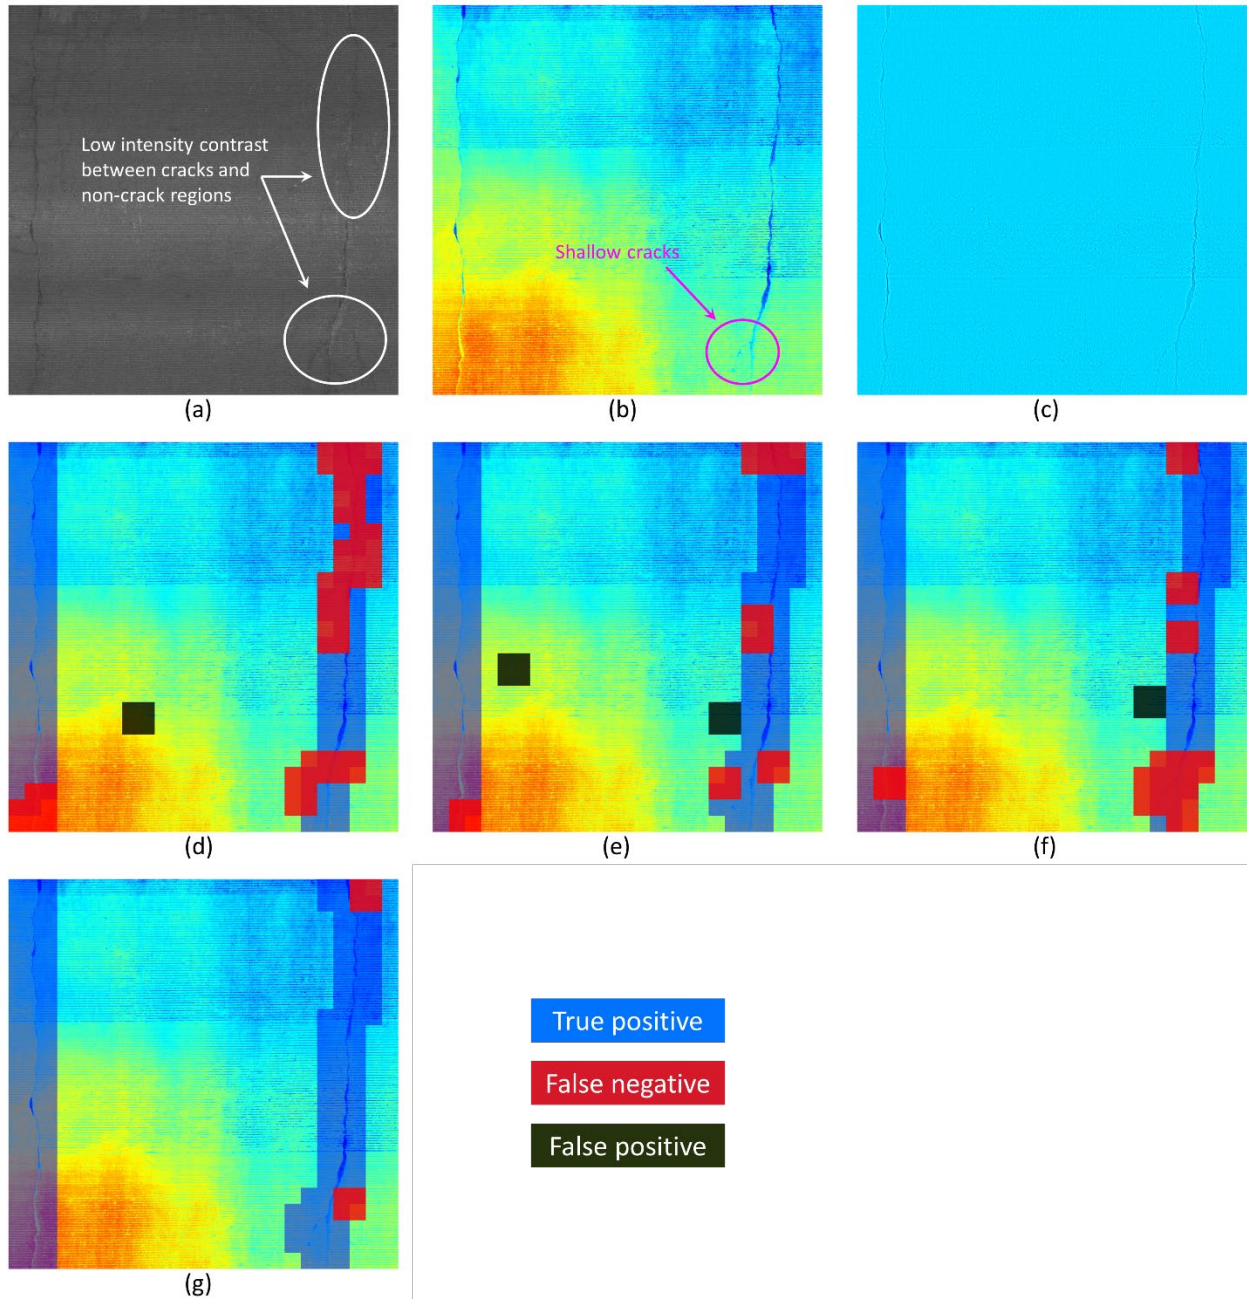 Low intensity contrast
between cracks and
non-crack regions
Shallow cracks
(a)
(b)
(c)
(d)
(e)
(f)
(g)
True positive
False negative
False positive